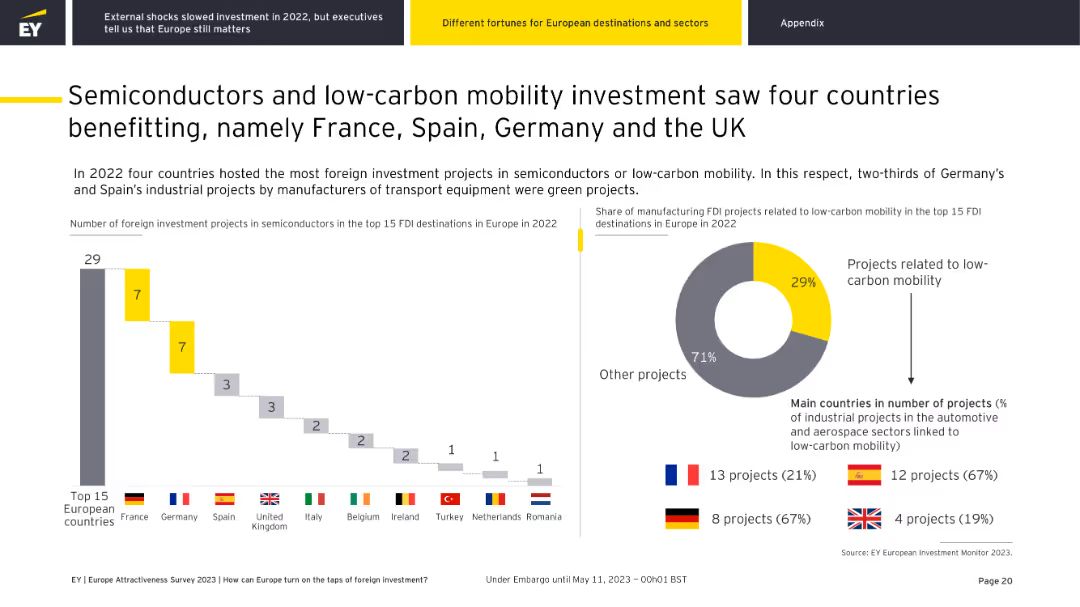 EY
External shocks slowed investment in 2022, but executives
tell us that Europe still matters
Different fortunes for European destinations and sectors
Appendix
Semiconductors and low-carbon mobility investment saw four countries
benefitting, namely France, Spain, Germany and the UK
In 2022 four countries hosted the most foreign investment projects in semiconductors or low-carbon mobility. In this respect, two-thirds of Germany's
and Spain's industrial projects by manufacturers of transport equipment were green projects.
Number of foreign investment projects in semiconductors in the top 15 FDI destinations in Europe in 2022
29
7
7
3
3
2
2
2
1
1
1
Top 15
European
countries
France
Germany
Spain
United
Kingdom
Italy
Belgium
Ireland
Turkey
Netherlands
Romania
Share of manufacturing FDI projects related to low-carbon mobility in the top 15 FDI
destinations in Europe in 2022
29%
71%
Other projects
Projects related to low-
carbon mobility
Main countries in number of projects (%
of industrial projects in the automotive
and aerospace sectors linked to
low-carbon mobility)
13 projects (21%)
12 projects (67%)
8 projects (67%)
4 projects (19%)
Source: EY European Investment Monitor 2023.
EY | Europe Attractiveness Survey 2023 | How can Europe turn on the taps of foreign investment?
Under Embargo until May 11, 2023 – 00h01 BST
Page 20